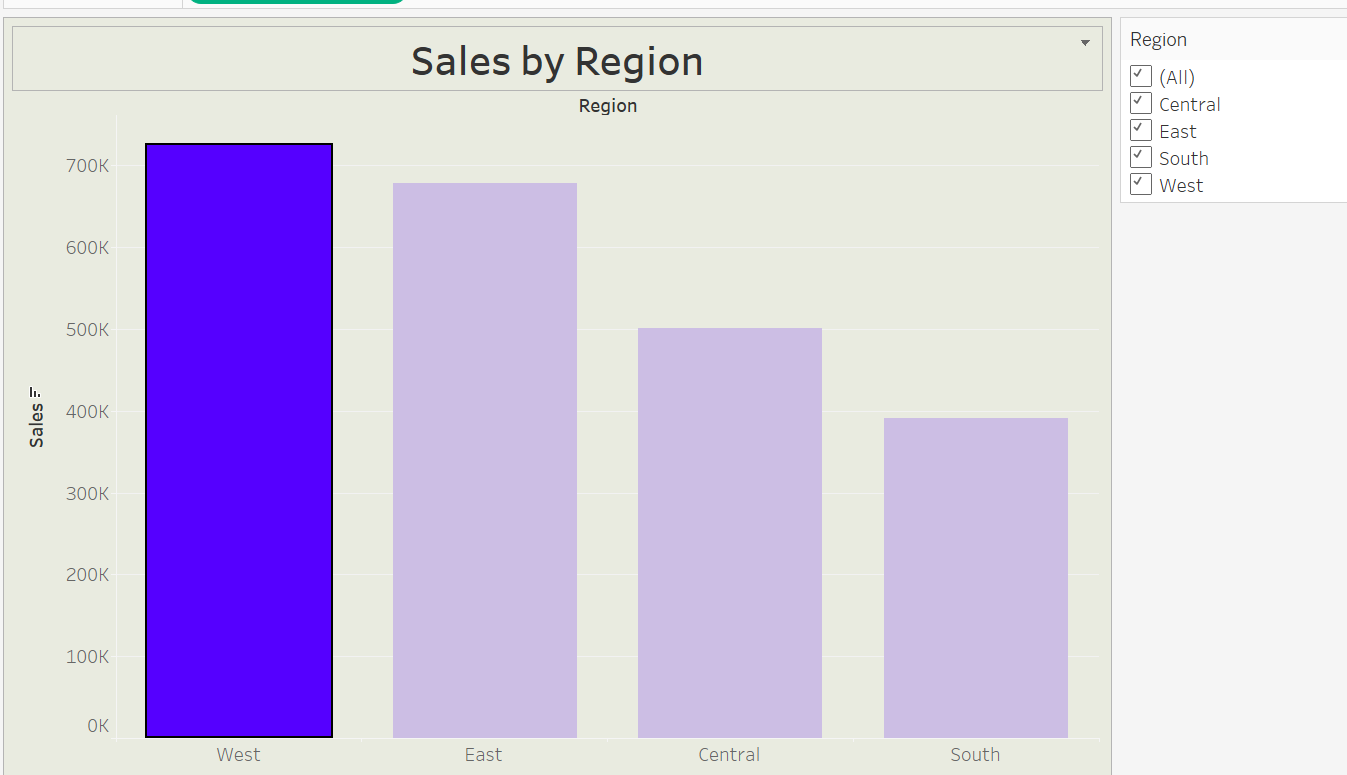 Sales by Region
Region
700K
600K
500K
400K
300K
200K
100K
0K
Sales
West East Central South
Region
(All)
Central
East
South
West